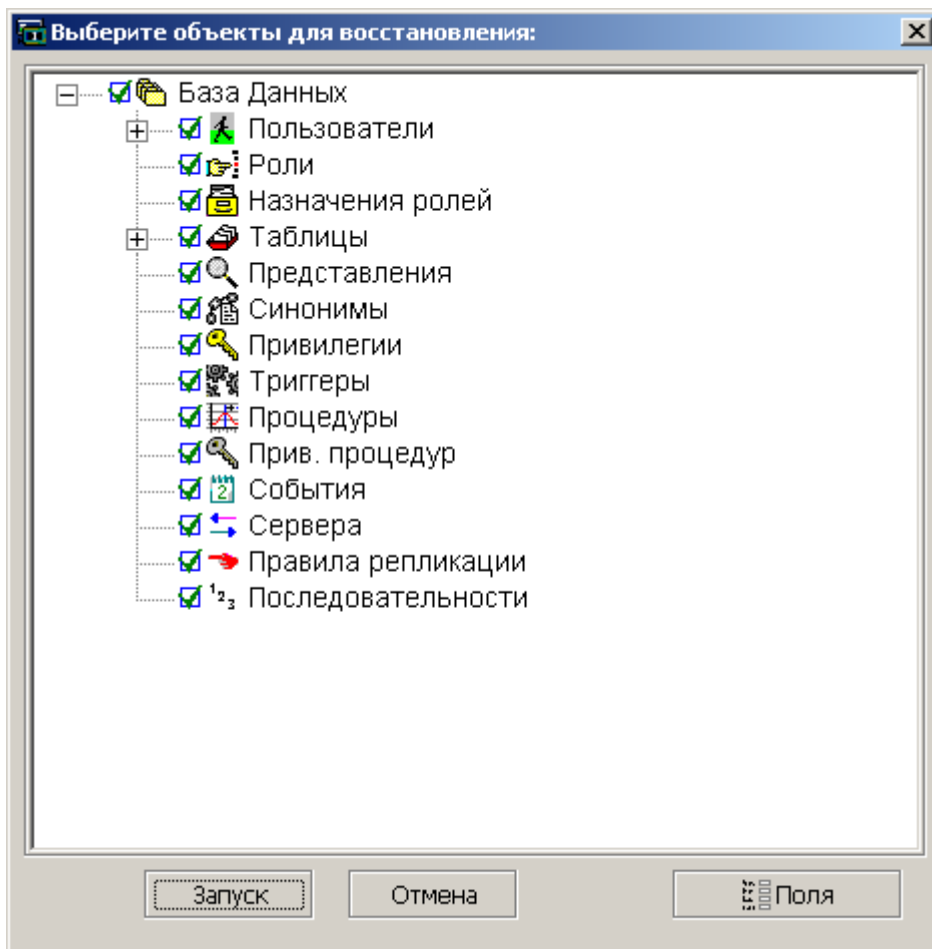 Выберите объекты для восстановления:
База Данных
Пользователи
Роли
Назначения ролей
Таблицы
Представления
Синонимы
Привилегии
Триггеры
Процедуры
Прив. процедур
События
Сервера
Правила репликации
Последовательности
Запуск
Отмена
Поля